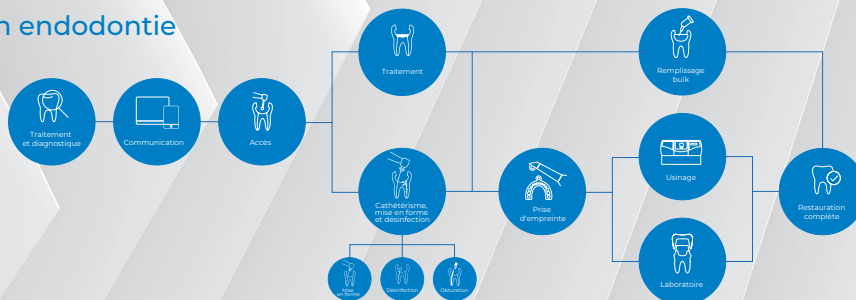 n endodontie
Traitement
et diagnostique
Communication
Accès
Traitement
Cathétérisme,
mise en forme
et désinfection
Mise
en forme
Désinfection
Obturation
Prise
d'empreinte
Remplissage
bulk
Usinage
Laboratoire
Restauration
complète